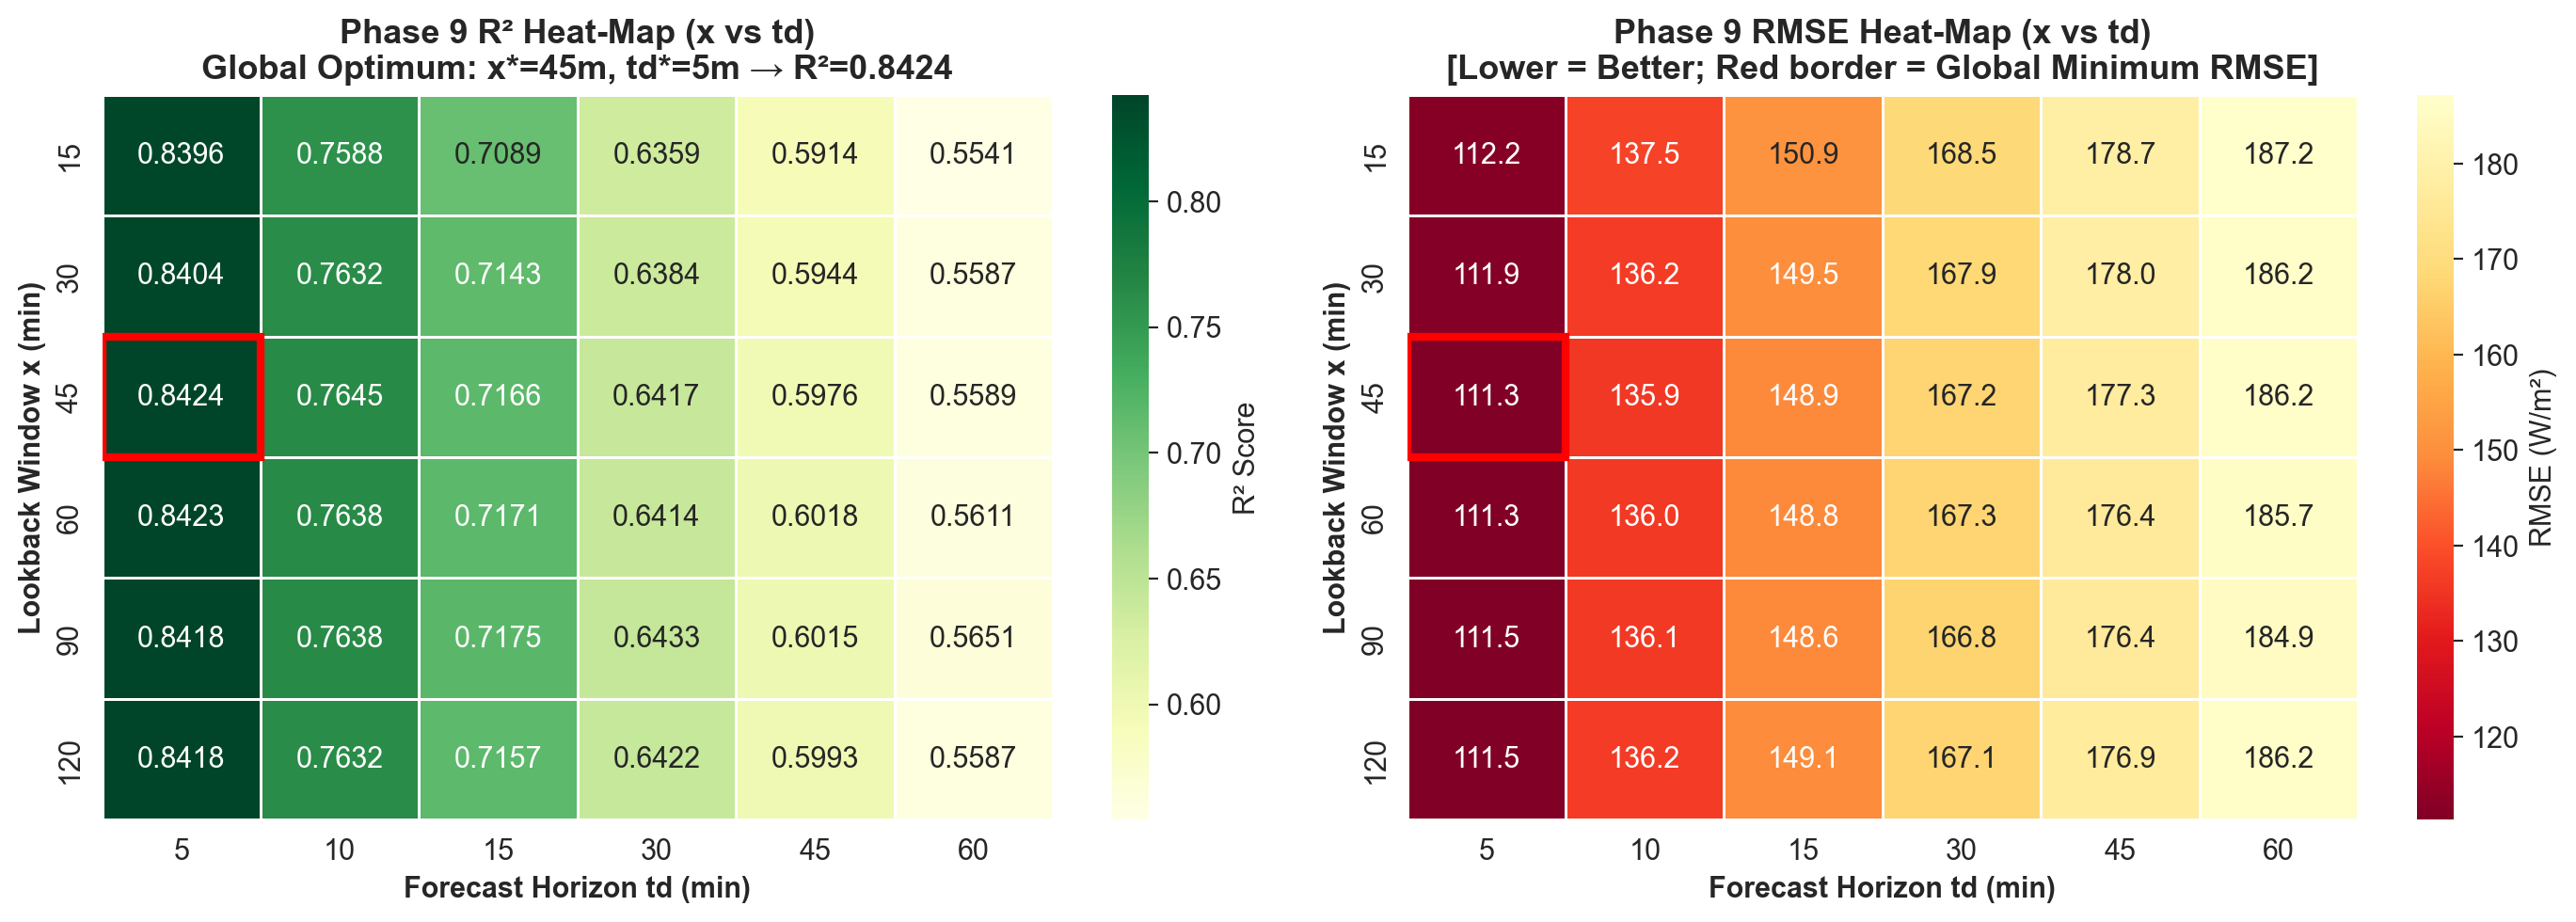 Phase 9 R² Heat-Map (x vs td)
Global Optimum: x*=45m, td*=5m → R²=0.8424
Lookback Window x (min)
15 0.8396 0.7588 0.7089 0.6359 0.5914 0.5541
30 0.8404 0.7632 0.7143 0.6384 0.5944 0.5587
45 0.8424 0.7645 0.7166 0.6417 0.5976 0.5589
60 0.8423 0.7638 0.7171 0.6414 0.6018 0.5611
90 0.8418 0.7638 0.7175 0.6433 0.6015 0.5651
120 0.8418 0.7632 0.7157 0.6422 0.5993 0.5587
5 10 15 30 45 60
Forecast Horizon td (min)
0.80
0.75
0.70
0.65
0.60
R² Score
Phase 9 RMSE Heat-Map (x vs td)
[Lower = Better; Red border = Global Minimum RMSE]
Lookback Window x (min)
15 112.2 137.5 150.9 168.5 178.7 187.2
30 111.9 136.2 149.5 167.9 178.0 186.2
45 111.3 135.9 148.9 167.2 177.3 186.2
60 111.3 136.0 148.8 167.3 176.4 185.7
90 111.5 136.1 148.6 166.8 176.4 184.9
120 111.5 136.2 149.1 167.1 176.9 186.2
5 10 15 30 45 60
Forecast Horizon td (min)
180
170
160
150
140
130
120
RMSE (W/m²)